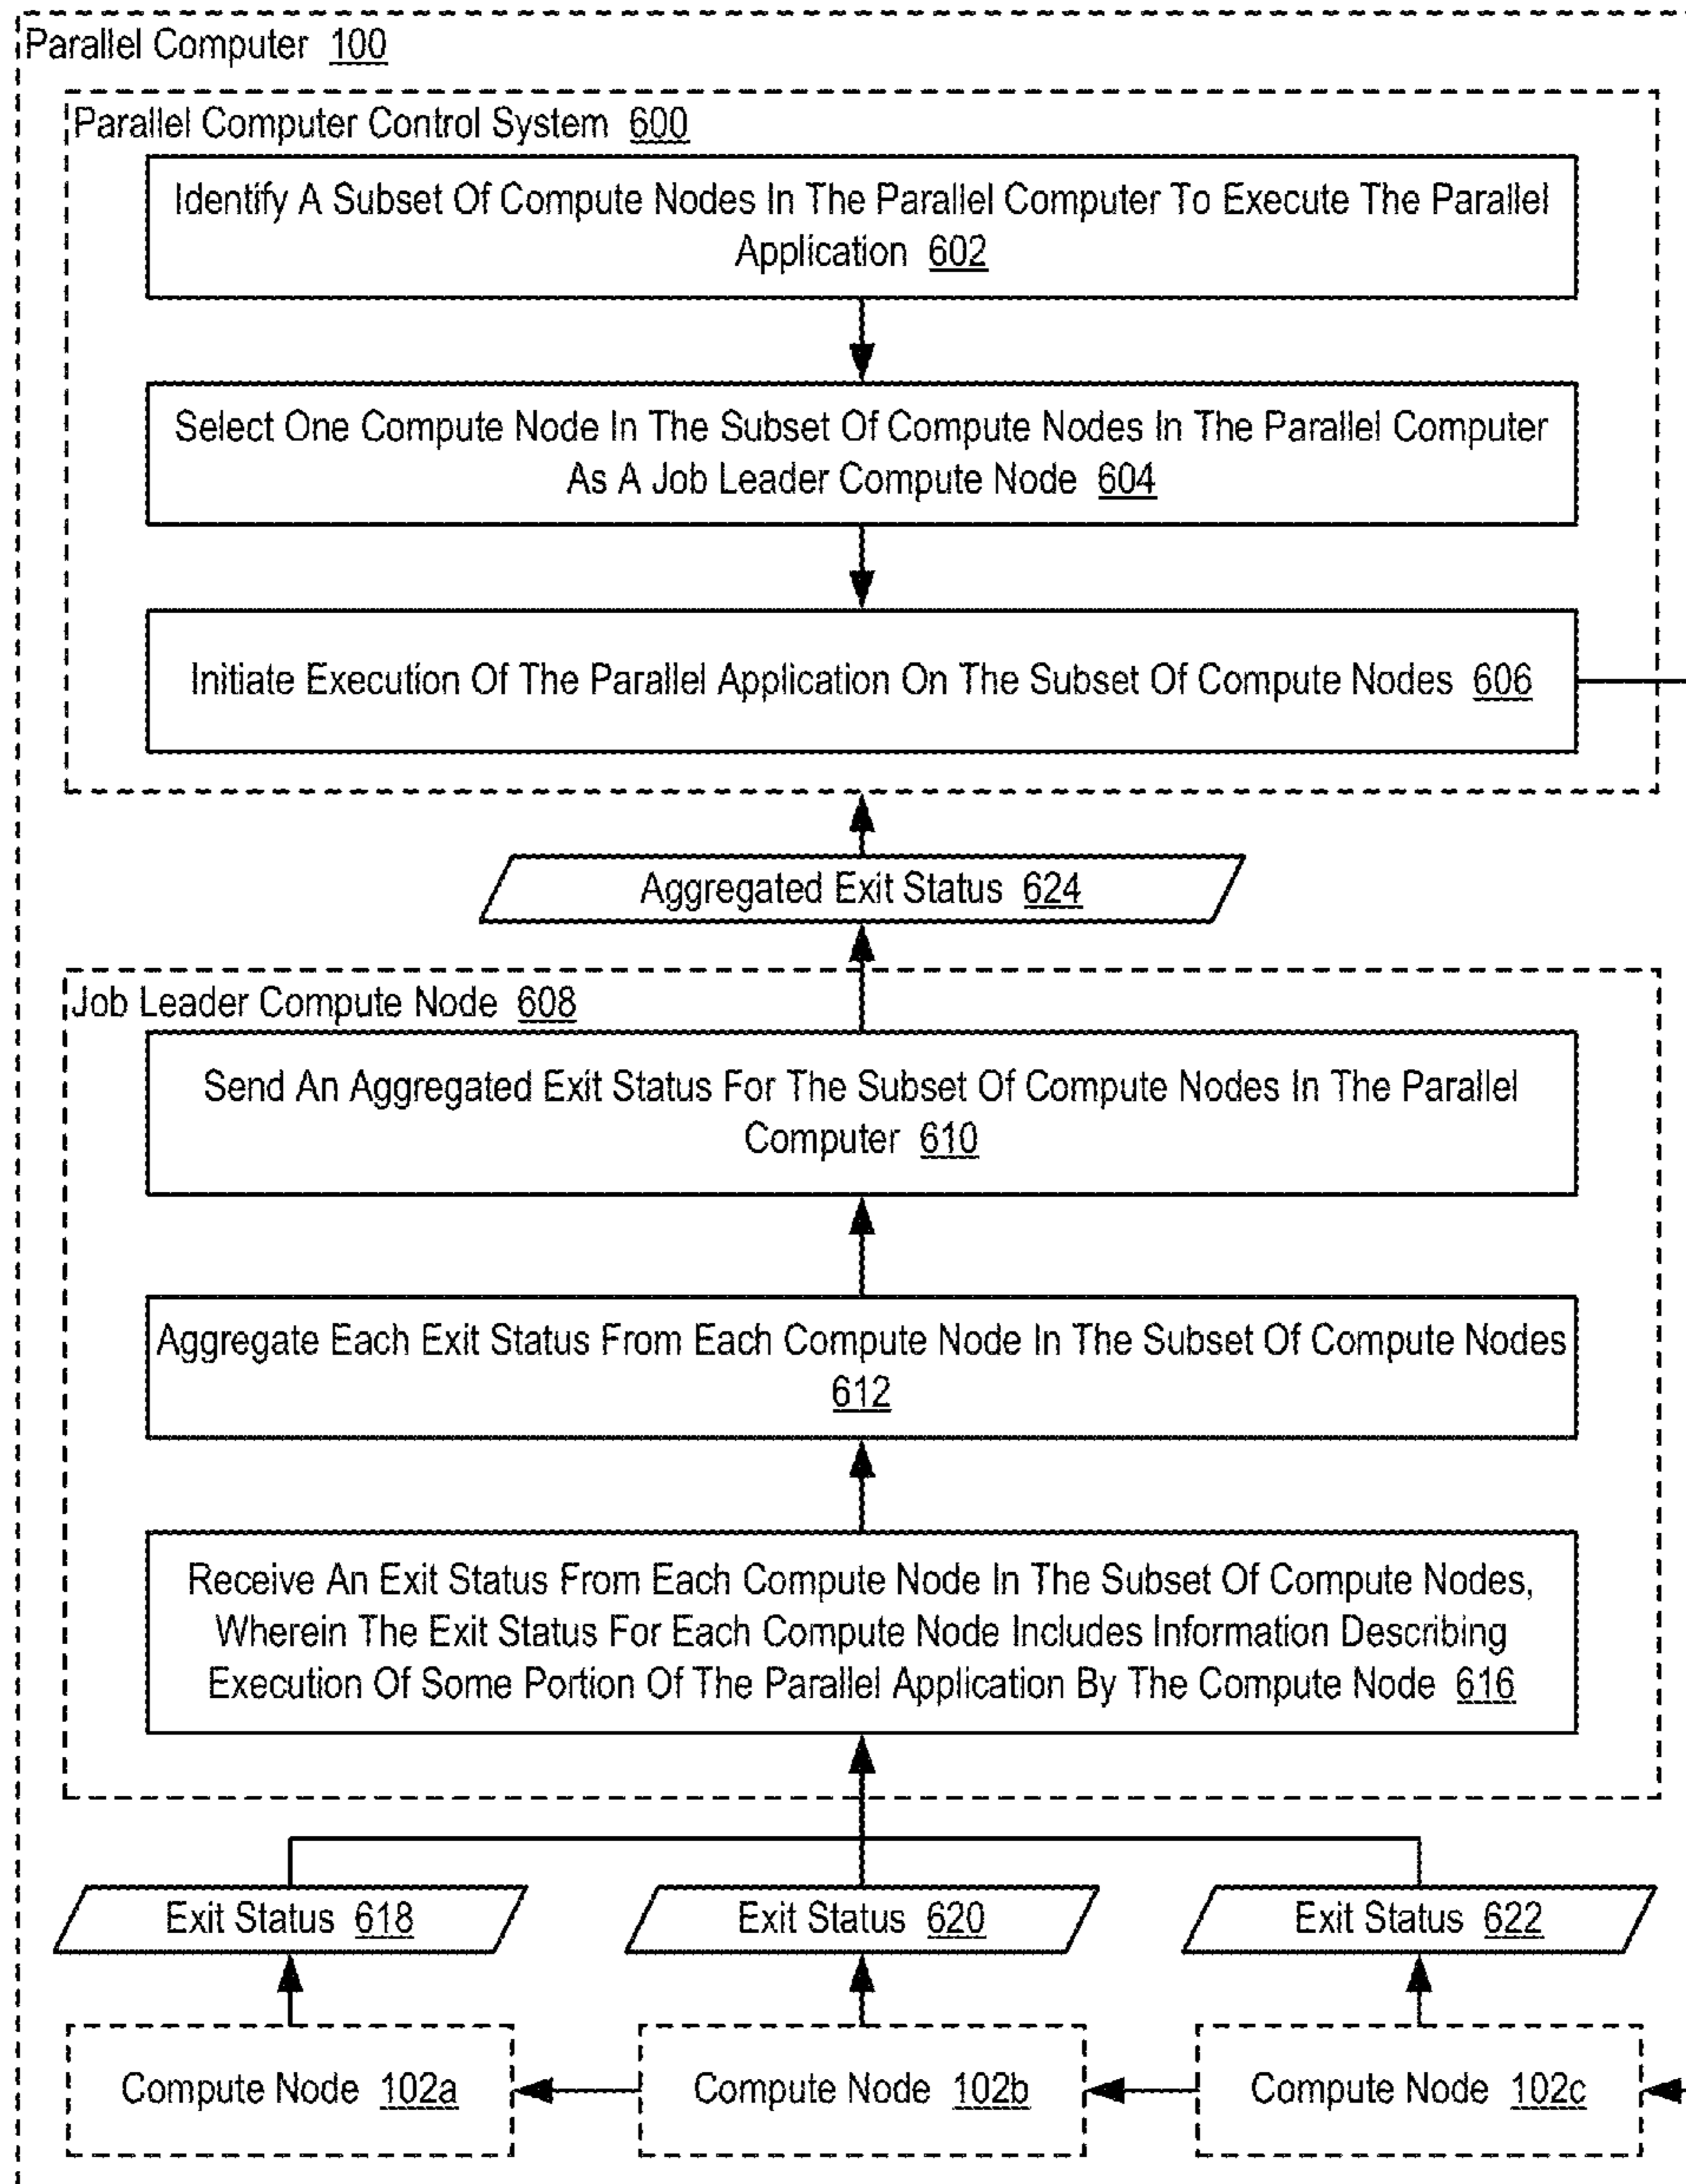 Parallel Computer 100
Parallel Computer Control System 600
Identify A Subset Of Compute Nodes In The Parallel Computer To Execute The Parallel
Application 602
Select One Compute Node In The Subset Of Compute Nodes In The Parallel Computer
As A Job Leader Compute Node 604
Initiate Execution Of The Parallel Application On The Subset Of Compute Nodes 606
Aggregated Exit Status 624
Job Leader Compute Node 608
Send An Aggregated Exit Status For The Subset Of Compute Nodes In The Parallel
Computer 610
Aggregate Each Exit Status From Each Compute Node In The Subset Of Compute Nodes
612
Receive An Exit Status From Each Compute Node In The Subset Of Compute Nodes,
Wherein The Exit Status For Each Compute Node Includes Information Describing
Execution Of Some Portion Of The Parallel Application By The Compute Node 616
Exit Status 618
Exit Status 620
Exit Status 622
Compute Node 102a
Compute Node 102b
Compute Node 102c